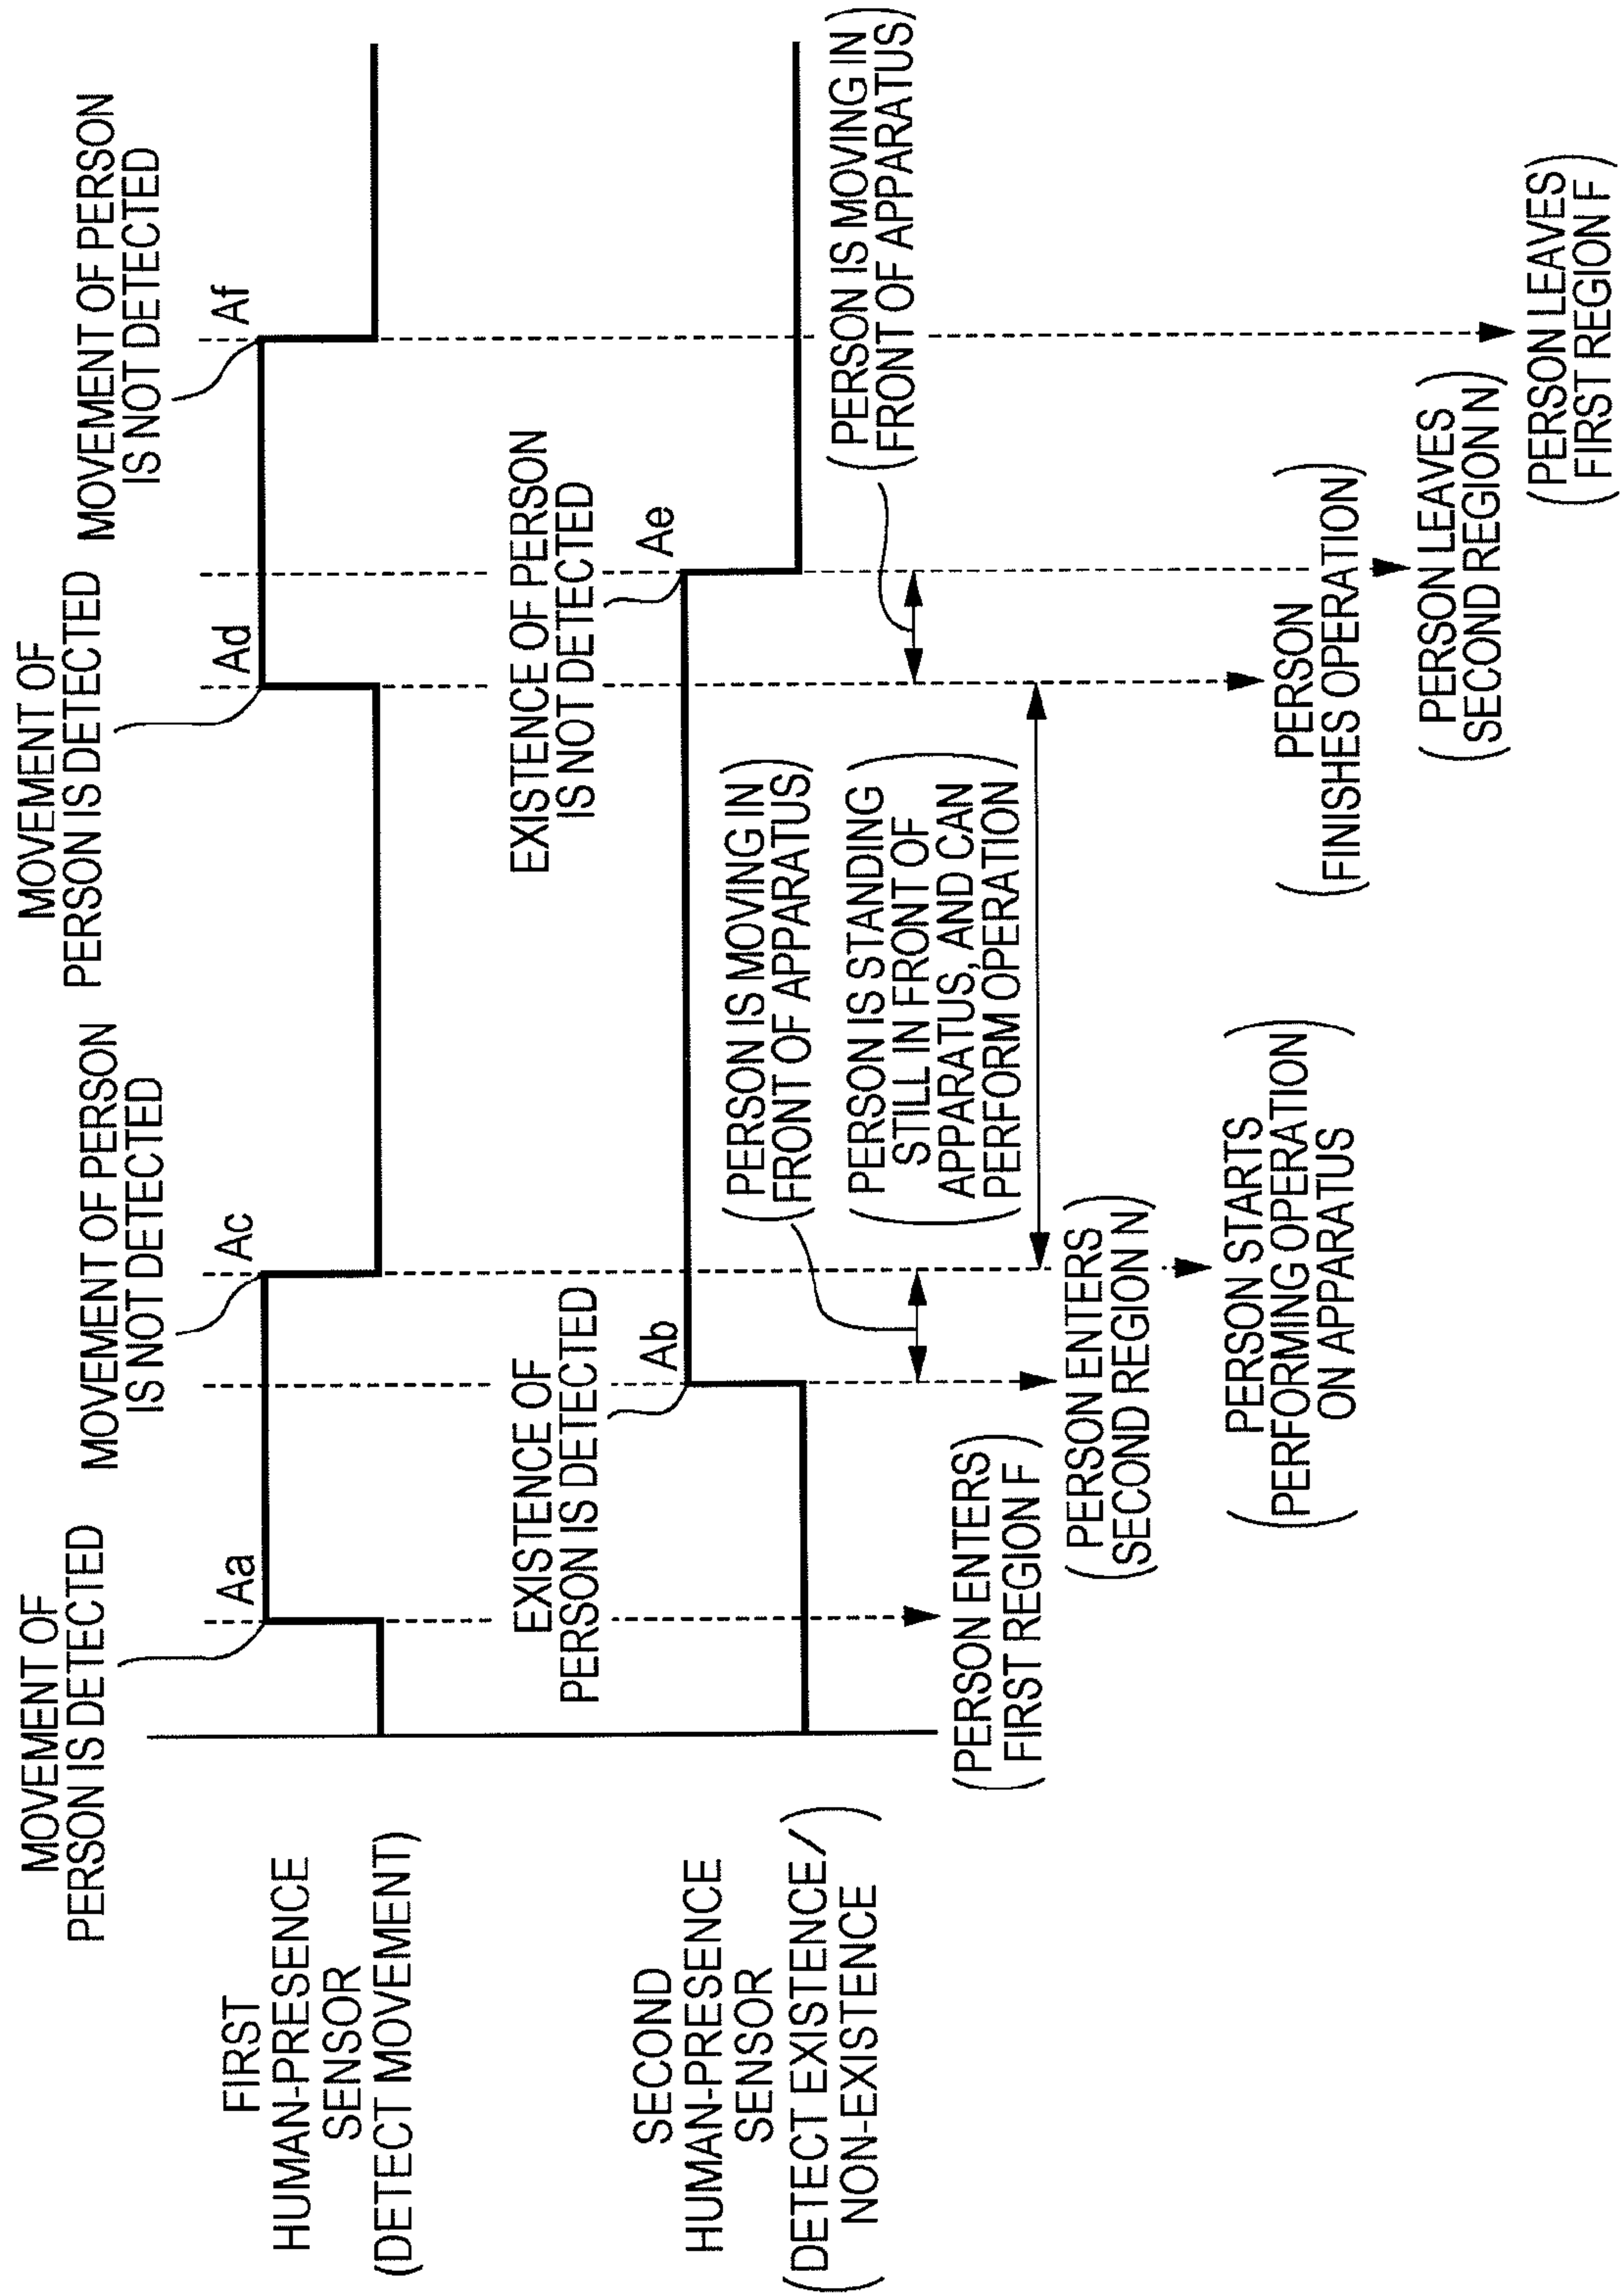 MOVEMENT OF
PERSON IS DETECTED
MOVEMENT OF PERSON
IS NOT DETECTED
MOVEMENT OF
PERSON IS DETECTED
MOVEMENT OF PERSON
IS NOT DETECTED
Aa
Ac
Ad
Af
FIRST
HUMAN-PRESENCE
SENSOR
(DETECT MOVEMENT)
EXISTENCE OF
PERSON IS DETECTED
EXISTENCE OF PERSON
IS NOT DETECTED
Ab
Ae
SECOND
HUMAN-PRESENCE
SENSOR
(DETECT EXISTENCE/
NON-EXISTENCE)
(PERSON IS MOVING IN
FRONT OF APPARATUS)
(PERSON IS MOVING IN
FRONT OF APPARATUS)
(PERSON IS STANDING
STILL IN FRONT OF
APPARATUS, AND CAN
PERFORM OPERATION)
(PERSON ENTERS
FIRST REGION F)
(PERSON ENTERS
SECOND REGION N)
(PERSON STARTS
PERFORMING OPERATION
ON APPARATUS)
(PERSON
FINISHES OPERATION)
(PERSON LEAVES
SECOND REGION N)
(PERSON LEAVES
FIRST REGION F)